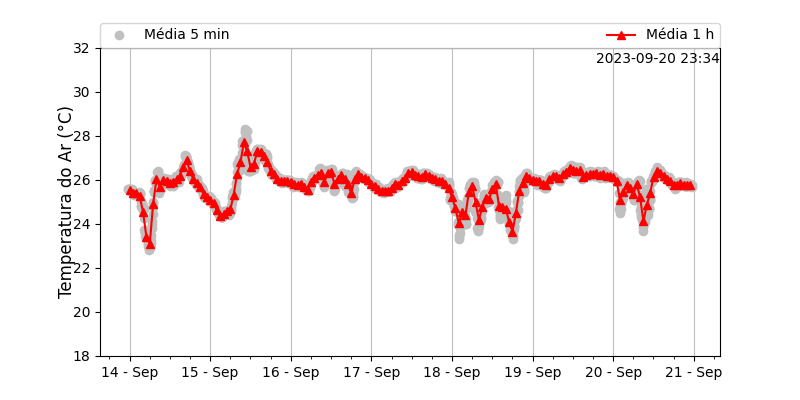 Média 5 min
Média 1 h
2023-09-20 23:34
Temperatura do Ar (°C)
32
30
28
26
24
22
20
18
14 - Sep
15 - Sep
16 - Sep
17 - Sep
18 - Sep
19 - Sep
20 - Sep
21 - Sep